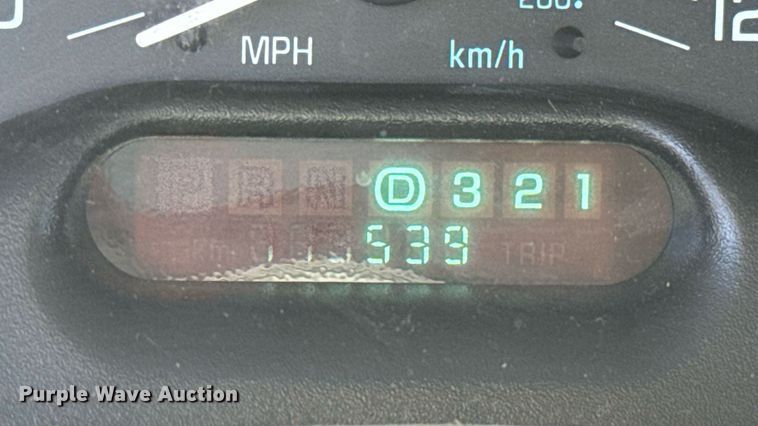 MPH km/h
P R N D 3 2 1
539 TRIP
Purple Wave Auction